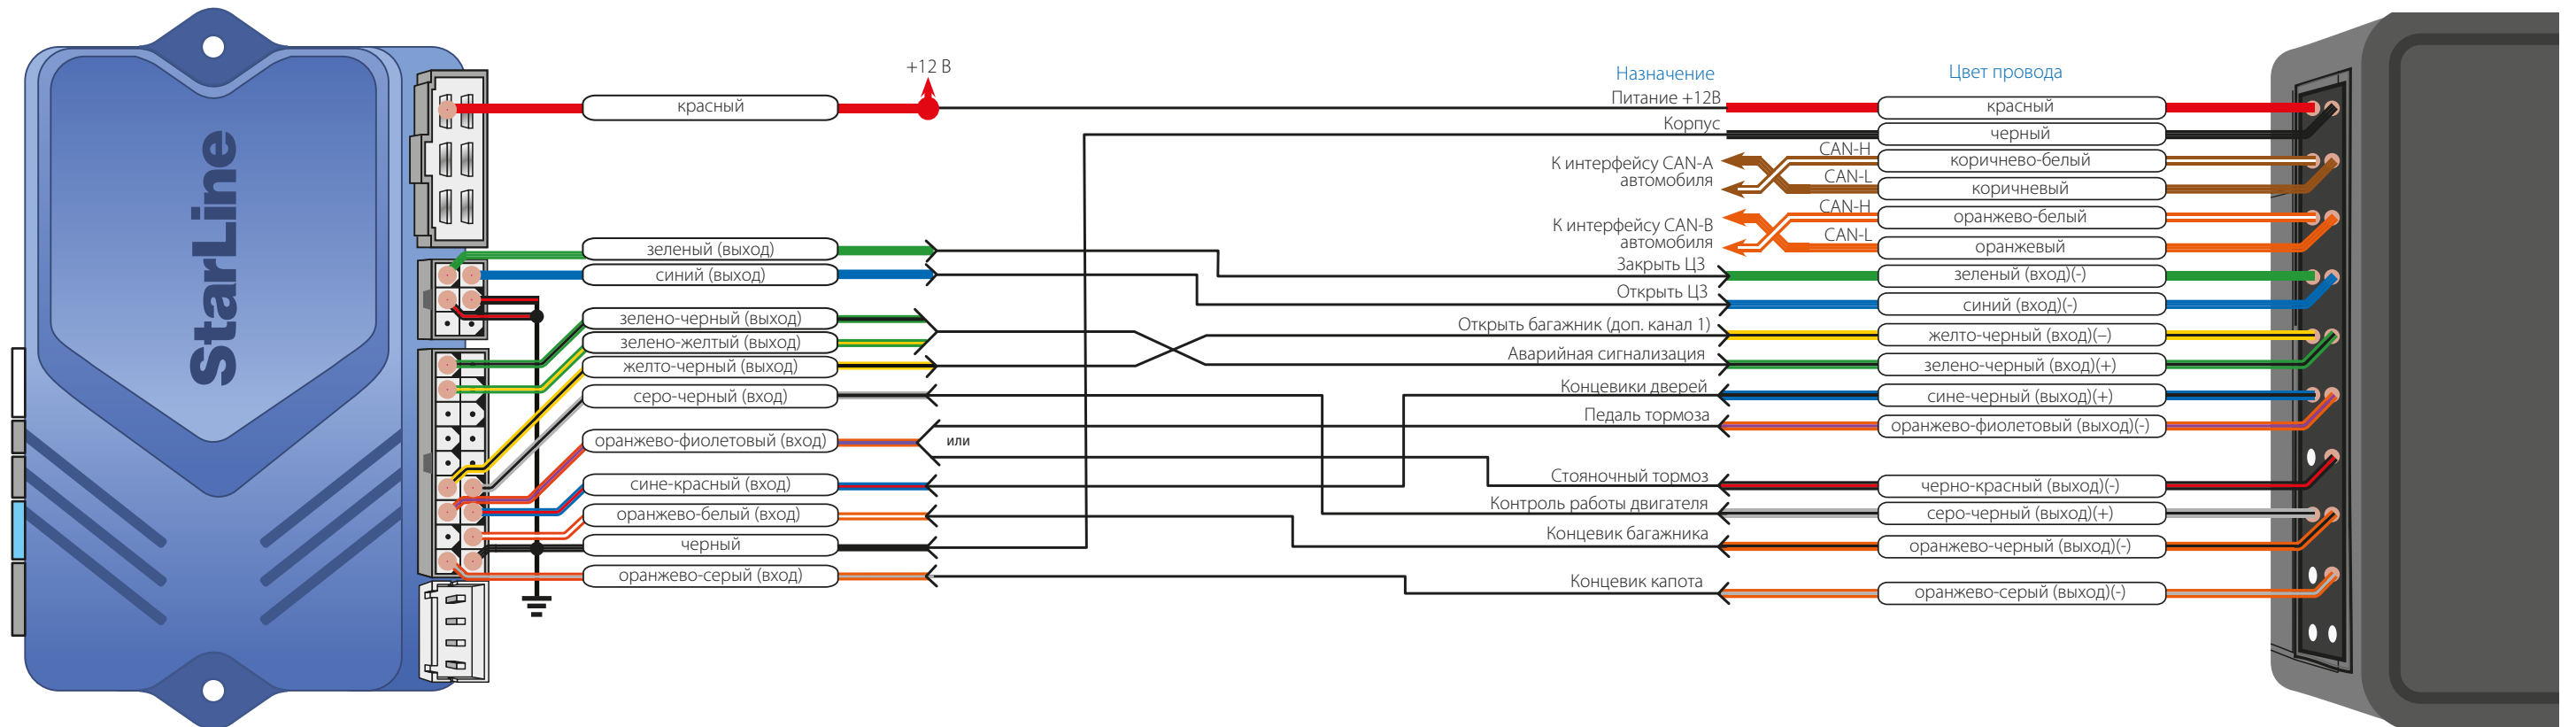 StarLine
+12 В
красный
зеленый (выход)
синий (выход)
зелено-черный (выход)
зелено-желтый (выход)
желто-черный (выход)
серо-черный (вход)
оранжево-фиолетовый (вход)
или
сине-красный (вход)
оранжево-белый (вход)
черный
оранжево-серый (вход)
Назначение
Цвет провода
Питание +12В
красный
Корпус
черный
К интерфейсу CAN-A
автомобиля
CAN-H
коричнево-белый
CAN-L
коричневый
К интерфейсу CAN-B
автомобиля
CAN-H
оранжево-белый
CAN-L
оранжевый
Закрыть ЦЗ
зеленый (вход)(-)
Открыть ЦЗ
синий (вход)(-)
Открыть багажник (доп. канал 1)
желто-черный (вход)(–)
Аварийная сигнализация
зелено-черный (вход)(+)
Концевики дверей
сине-черный (выход)(+)
Педаль тормоза
оранжево-фиолетовый (выход)(-)
Стояночный тормоз
черно-красный (выход)(-)
Контроль работы двигателя
серо-черный (выход)(+)
Концевик багажника
оранжево-черный (выход)(-)
Концевик капота
оранжево-серый (выход)(-)